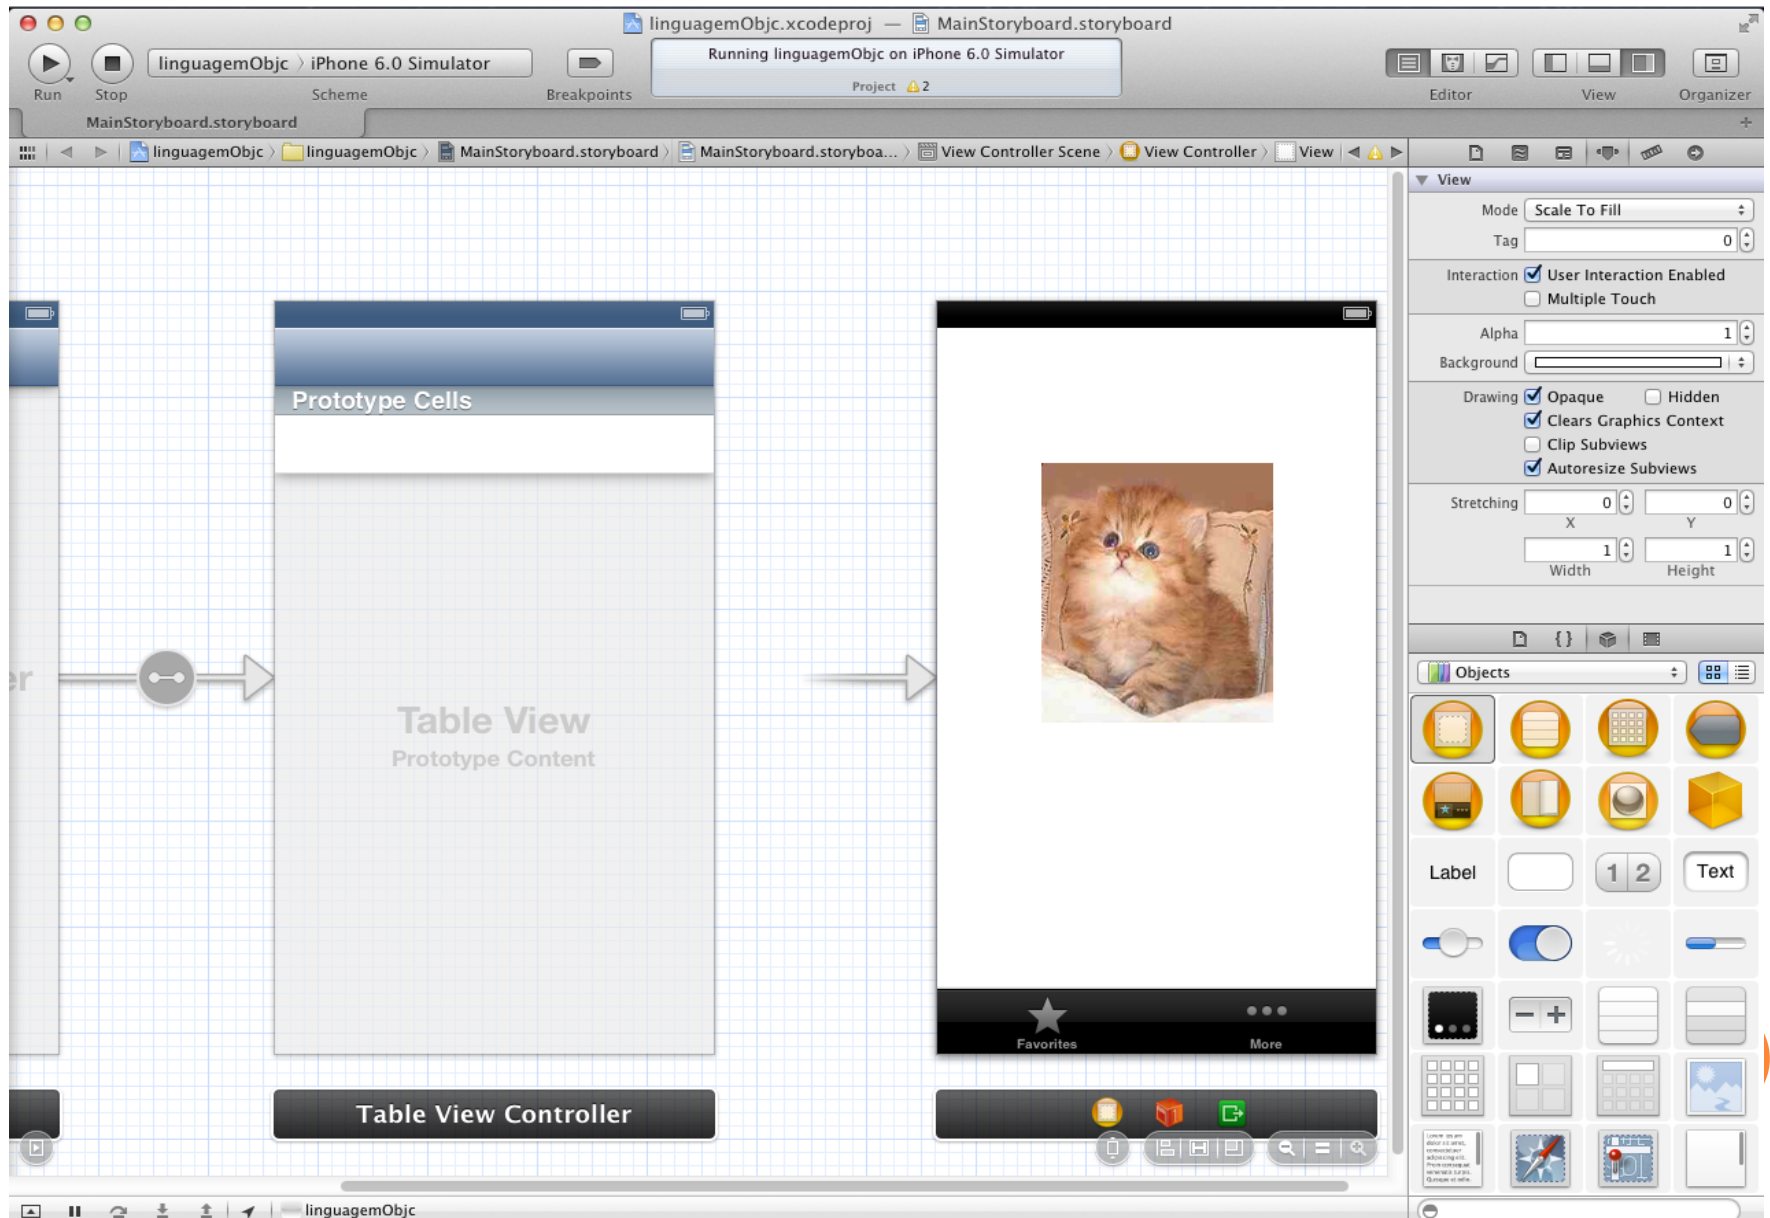 linguagemObjc.xcodeproj — MainStoryboard.storyboard
linguagemObjc iPhone 6.0 Simulator
Running linguagemObjc on iPhone 6.0 Simulator
Project 2
Run Stop Scheme Breakpoints Editor View Organizer
MainStoryboard.storyboard
linguagemObjc linguagemObjc MainStoryboard.storyboard MainStoryboard.storyboa... View Controller Scene View Controller View
View
Mode Scale To Fill
Tag 0
Interaction User Interaction Enabled
Multiple Touch
Alpha 1
Background
Drawing Opaque Hidden
Clears Graphics Context
Clip Subviews
Autoresize Subviews
Stretching 0 0
X Y
1 1
Width Height
Prototype Cells
er
Table View
Prototype Content
Favorites More
Table View Controller
{}
Objects
Label 1 2 Text
linguagemObjc